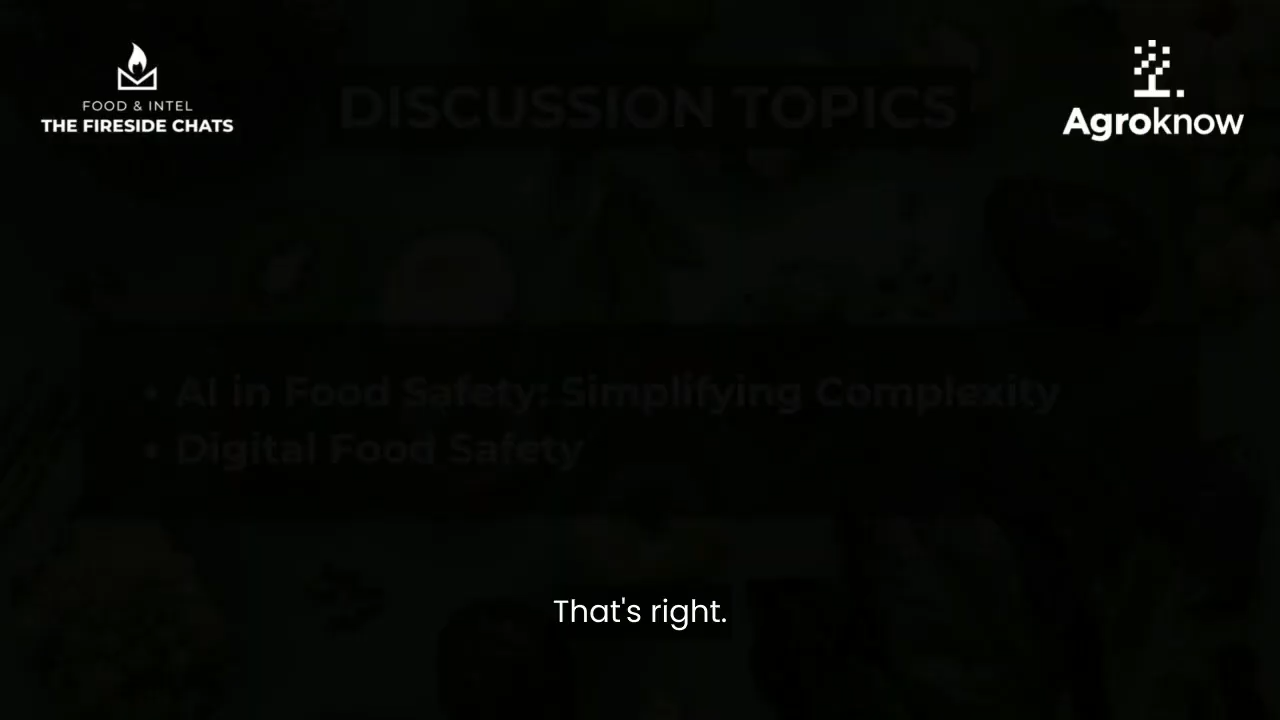 FOOD & INTEL
THE FIRESIDE CHATS
Agroknow
DISCUSSION TOPICS
• AI in Food Safety: Simplifying Complexity
• Digital Food Safety
That's right.